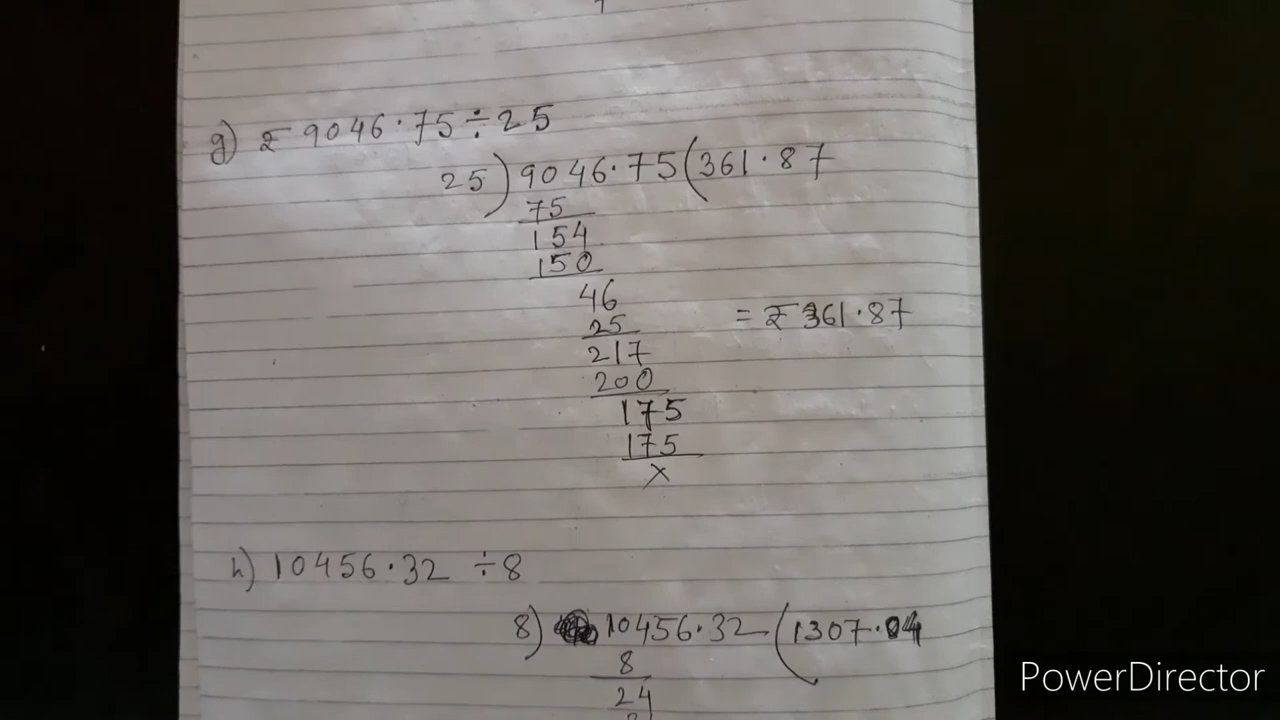 g) ₹ 9046.75 ÷ 25
25) 9046.75 (361.87
75
154
150
46
25
= ₹ 361.87
217
200
175
175
×
h) 10456.32 ÷ 8
8) 10456.32 (1307.04
8
24
PowerDirector